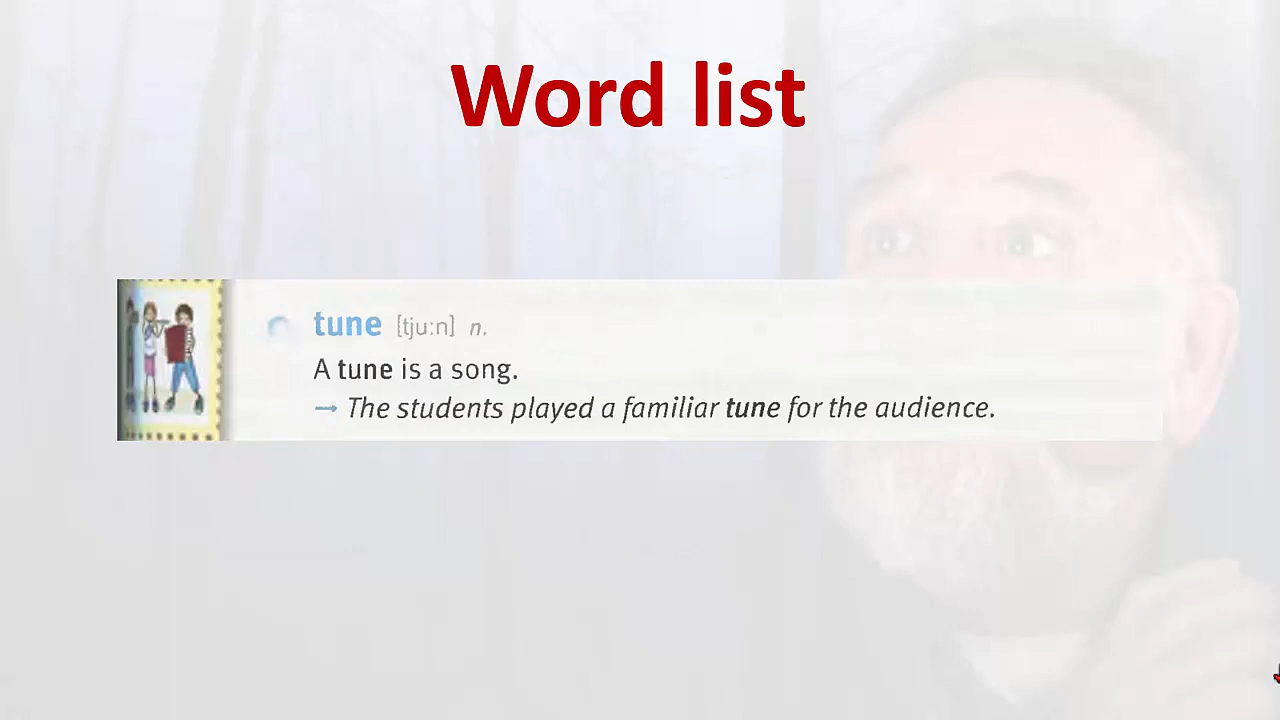 Word list
tune [tju:n] n.
A tune is a song.
→ The students played a familiar tune for the audience.